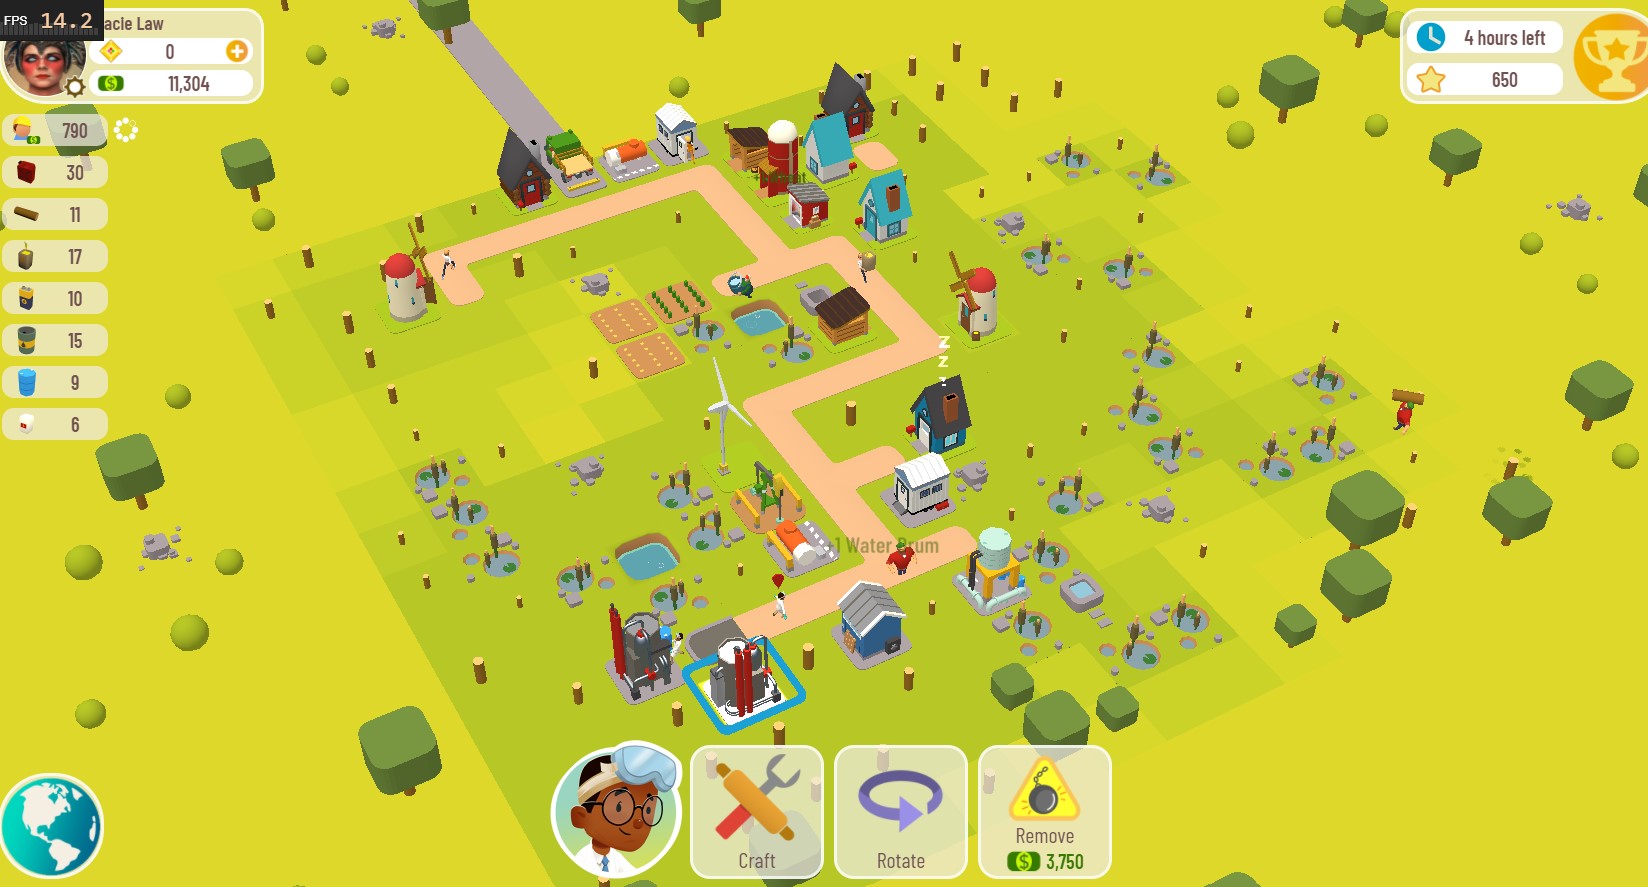 FPS 14.2
acle Law
0
11,304
4 hours left
650
790
30
11
17
10
15
9
6
z
z
z
+1 Water Drum
Craft
Rotate
Remove
$ 3,750